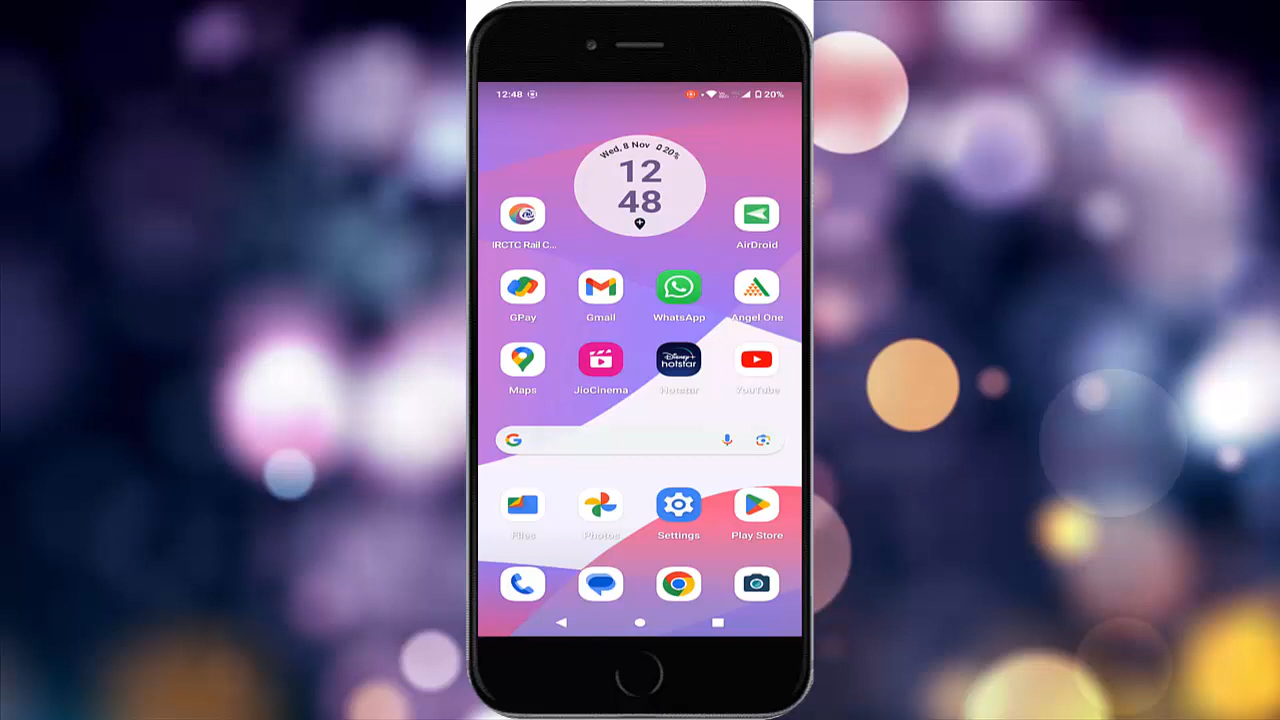 12:48
20%
Wed, 8 Nov 20%
12
48
IRCTC Rail C...
AirDroid
GPay
Gmail
WhatsApp
Angel One
Maps
JioCinema
Disney+
hotstar
Hotstar
YouTube
Files
Photos
Settings
Play Store